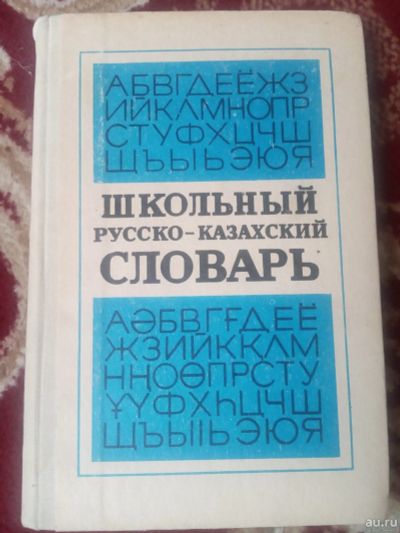 АБВГДЕЁЖЗ
ИЙКЛМНОПР
СТУФХЦЧШ
ЩЪЫЬЭЮЯ
ШКОЛЬНЫЙ
РУССКО-КАЗАХСКИЙ
СЛОВАРЬ
АӘБВГҒДЕЁ
ЖЗИЙКҚЛМ
НҢОӨПРСТУ
ҰҮФХҺЦЧШ
ЩЪЫІЬЭЮЯ
au.ru